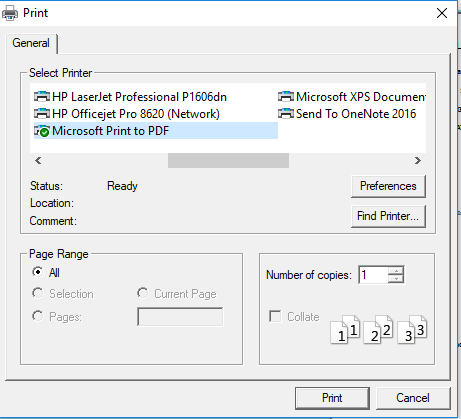 Print
General
Select Printer
HP LaserJet Professional P1606dn
HP Officejet Pro 8620 (Network)
Microsoft Print to PDF
Microsoft XPS Documen
Send To OneNote 2016
Status: Ready
Location:
Comment:
Preferences
Find Printer...
Page Range
All
Selection
Current Page
Pages:
Number of copies: 1
Collate
1 1 2 2 3 3
Print
Cancel